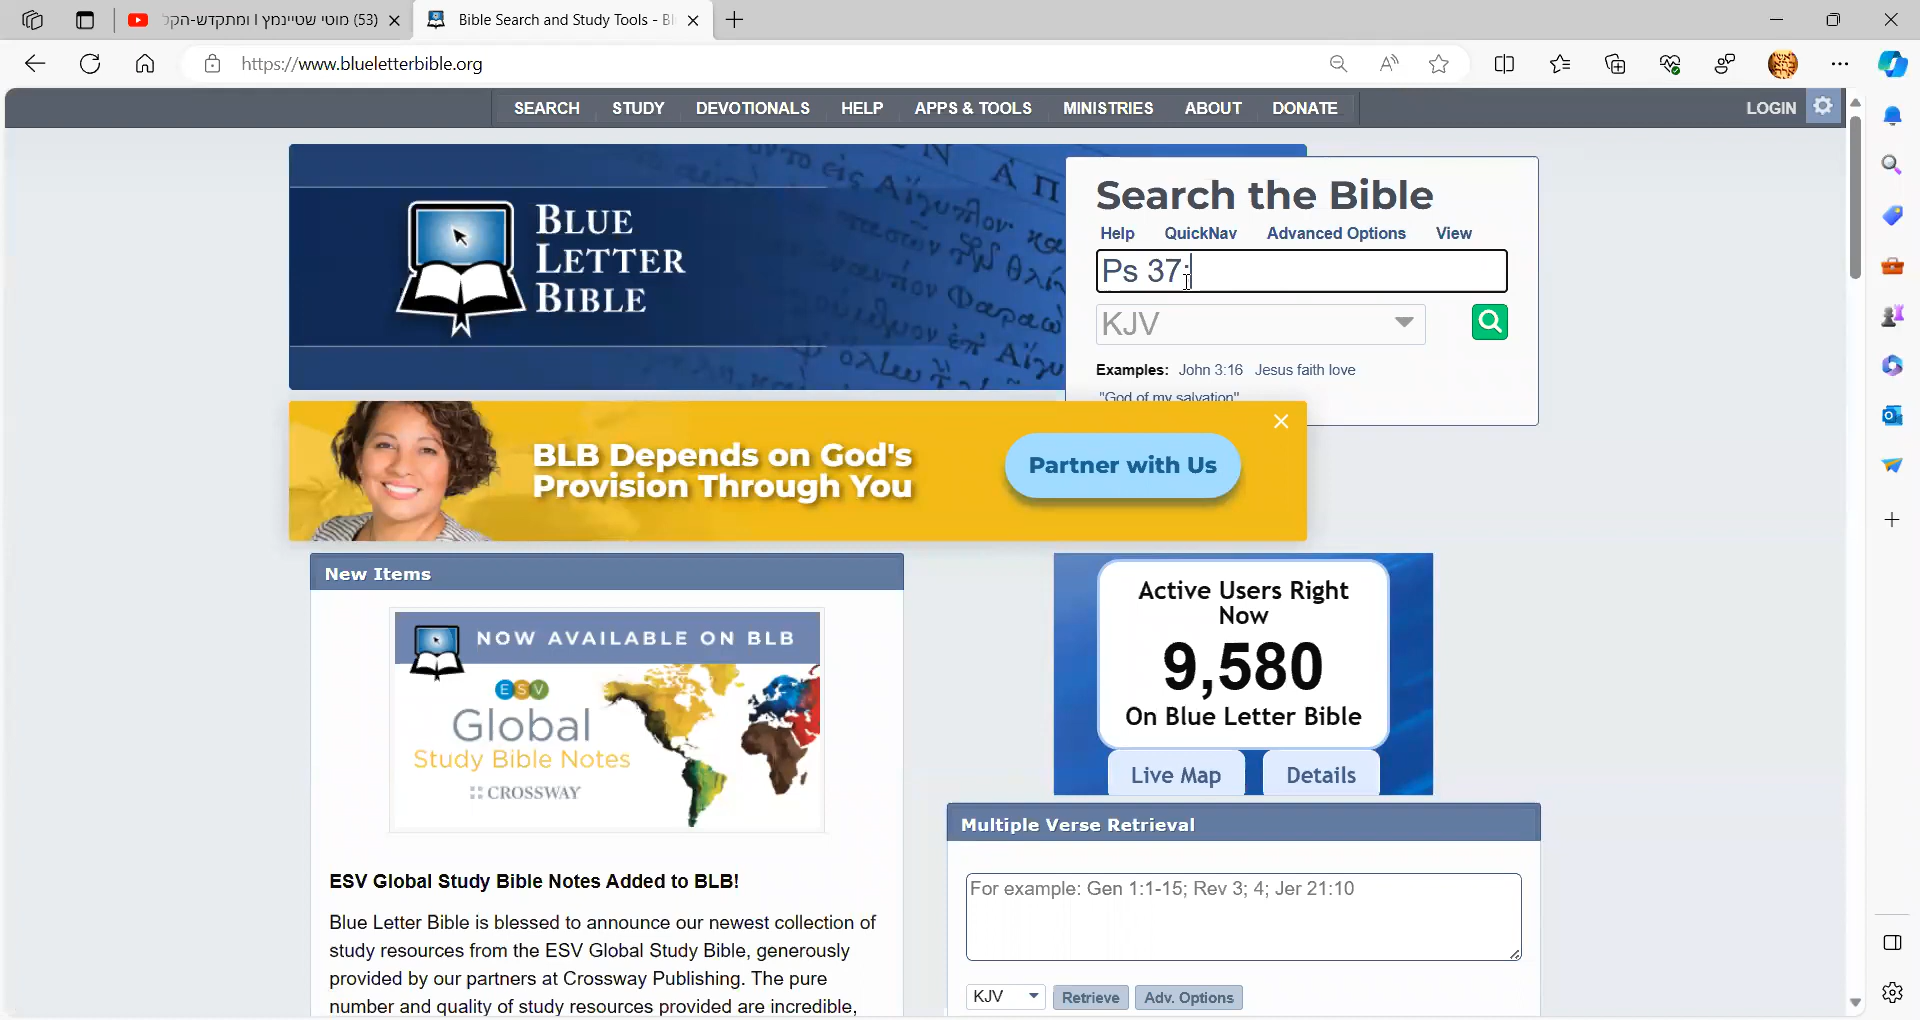 (53) מוטי שטיינמץ I ומתקדש-הקל
Bible Search and Study Tools - Bl
https://www.blueletterbible.org
SEARCH STUDY DEVOTIONALS HELP APPS & TOOLS MINISTRIES ABOUT DONATE
LOGIN
BLUE
LETTER
BIBLE
Search the Bible
Help QuickNav Advanced Options View
Ps 37:
KJV
Examples: John 3:16 Jesus faith love
"God of my salvation"
BLB Depends on God's
Provision Through You
Partner with Us
New Items
NOW AVAILABLE ON BLB
ESV
Global
Study Bible Notes
CROSSWAY
ESV Global Study Bible Notes Added to BLB!
Blue Letter Bible is blessed to announce our newest collection of
study resources from the ESV Global Study Bible, generously
provided by our partners at Crossway Publishing. The pure
number and quality of study resources provided are incredible,
Active Users Right
Now
9,580
On Blue Letter Bible
Live Map Details
Multiple Verse Retrieval
For example: Gen 1:1-15; Rev 3; 4; Jer 21:10
KJV Retrieve Adv. Options